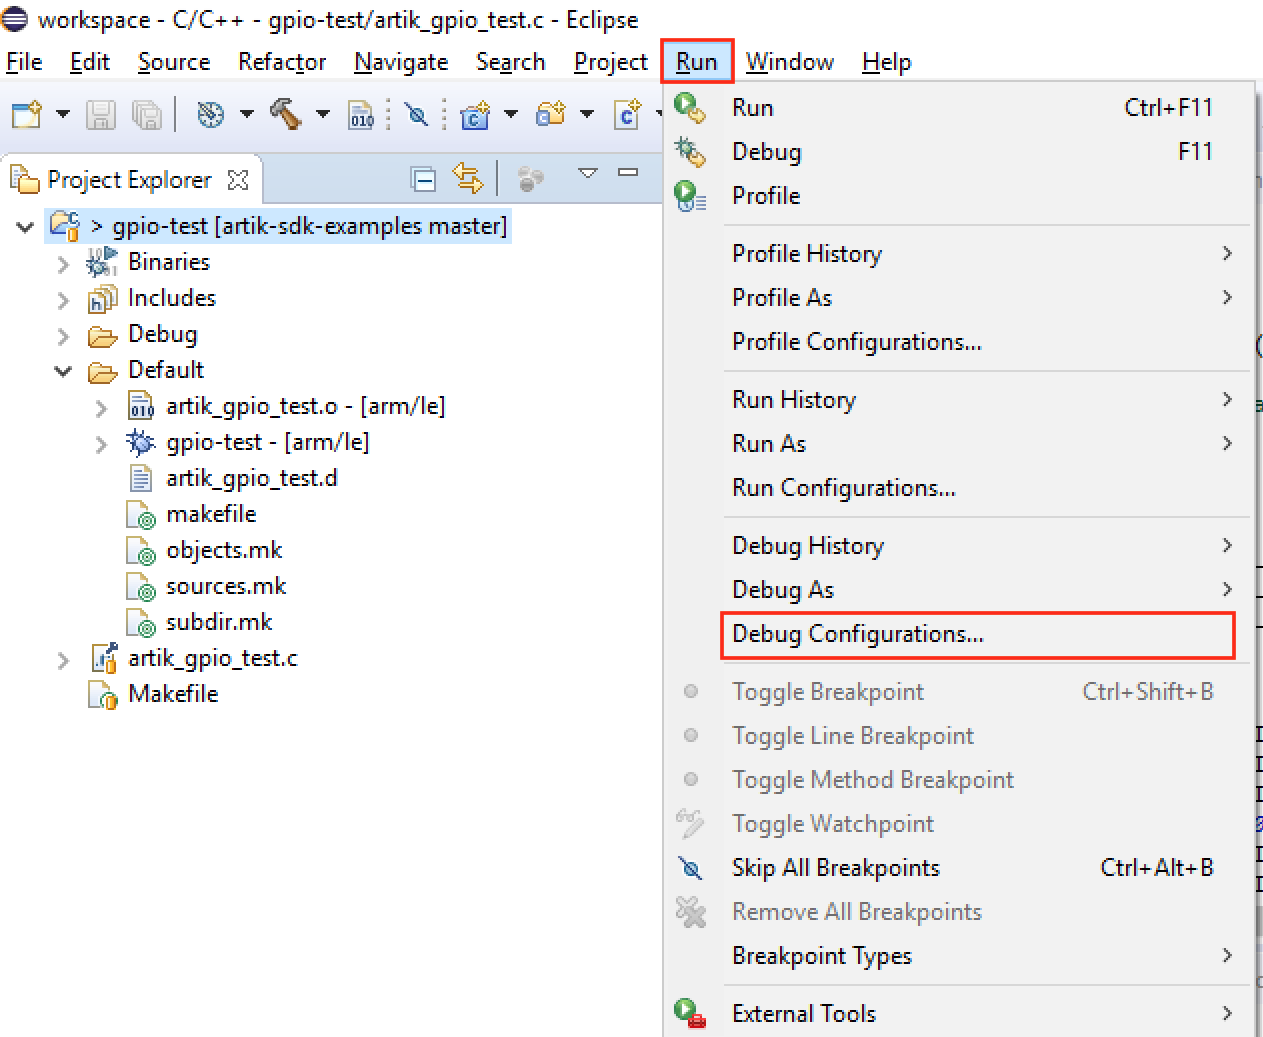 workspace - C/C++ - gpio-test/artik_gpio_test.c - Eclipse
File Edit Source Refactor Navigate Search Project Run Window Help
Project Explorer
> gpio-test [artik-sdk-examples master]
Binaries
Includes
Debug
Default
artik_gpio_test.o - [arm/le]
gpio-test - [arm/le]
artik_gpio_test.d
makefile
objects.mk
sources.mk
subdir.mk
artik_gpio_test.c
Makefile
Run Ctrl+F11
Debug F11
Profile
Profile History
Profile As
Profile Configurations...
Run History
Run As
Run Configurations...
Debug History
Debug As
Debug Configurations...
Toggle Breakpoint Ctrl+Shift+B
Toggle Line Breakpoint
Toggle Method Breakpoint
Toggle Watchpoint
Skip All Breakpoints Ctrl+Alt+B
Remove All Breakpoints
Breakpoint Types
External Tools